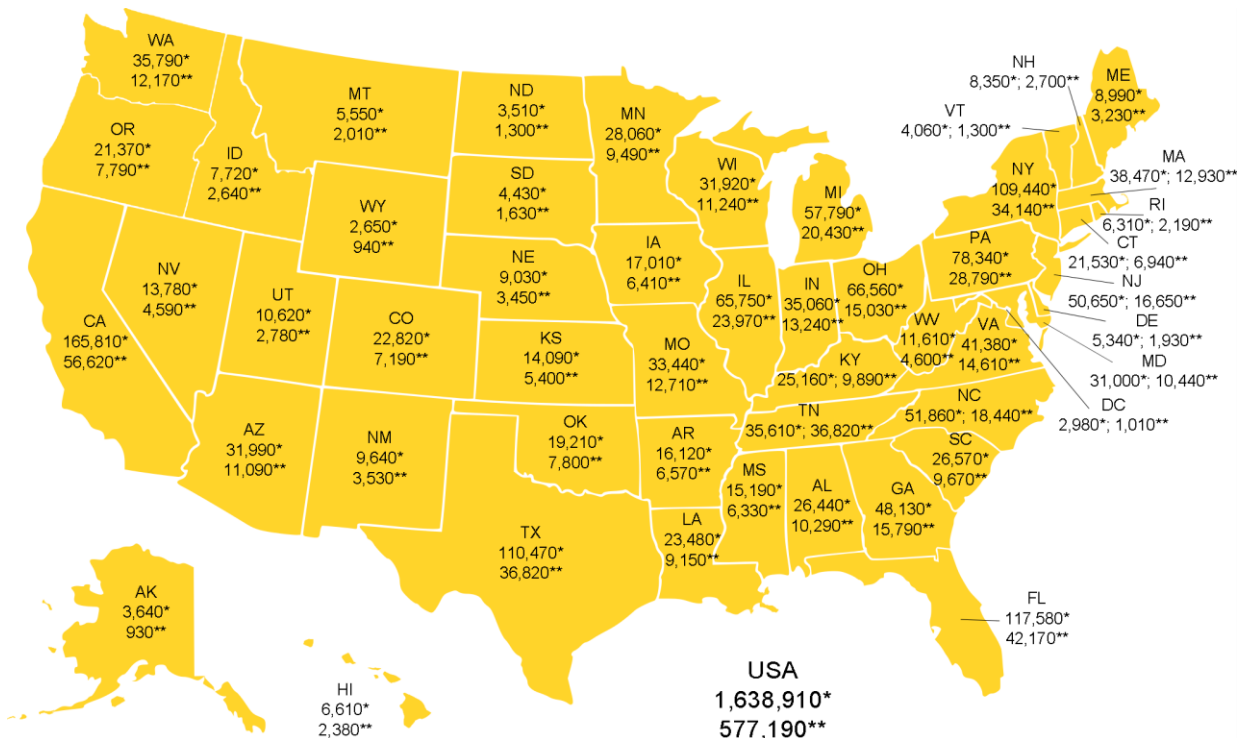 WA
35,790*
12,170**
MT
5,550*
2,010**
ND
3,510*
1,300**
MN
28,060*
9,490**
NH
8,350*; 2,700**
ME
8,990*
3,230**
VT
4,060*; 1,300**
OR
21,370*
7,790**
ID
7,720*
2,640**
WI
31,920*
11,240**
MI
57,790*
20,430**
NY
109,440*
34,140**
MA
38,470*; 12,930**
SD
4,430*
1,630**
WY
2,650*
940**
RI
6,310*; 2,190**
CT
21,530*; 6,940**
IA
17,010*
6,410**
PA
78,340*
28,790**
NE
9,030*
3,450**
NV
13,780*
4,590**
UT
10,620*
2,780**
IL
65,750*
23,970**
IN
35,060*
13,240**
OH
66,560*
15,030**
NJ
50,650*; 16,650**
CA
165,810*
56,620**
CO
22,820*
7,190**
KS
14,090*
5,400**
MO
33,440*
12,710**
WV
11,610*
4,600**
VA
41,380*
14,610**
DE
5,340*; 1,930**
KY
25,160*; 9,890**
MD
31,000*; 10,440**
NC
51,860*; 18,440**
DC
2,980*; 1,010**
TN
35,610*; 36,820**
AZ
31,990*
11,090**
NM
9,640*
3,530**
OK
19,210*
7,800**
AR
16,120*
6,570**
SC
26,570*
9,670**
MS
15,190*
6,330**
AL
26,440*
10,290**
GA
48,130*
15,790**
LA
23,480*
9,150**
TX
110,470*
36,820**
AK
3,640*
930**
FL
117,580*
42,170**
HI
6,610*
2,380**
USA
1,638,910*
577,190**